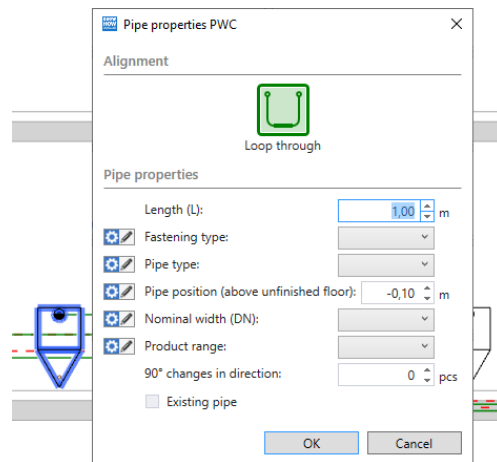 Pipe properties PWC
Alignment
Loop through
Pipe properties
Length (L): 1,00 m
Fastening type:
Pipe type:
Pipe position (above unfinished floor): -0,10 m
Nominal width (DN):
Product range:
90° changes in direction: 0 pcs
Existing pipe
OK Cancel